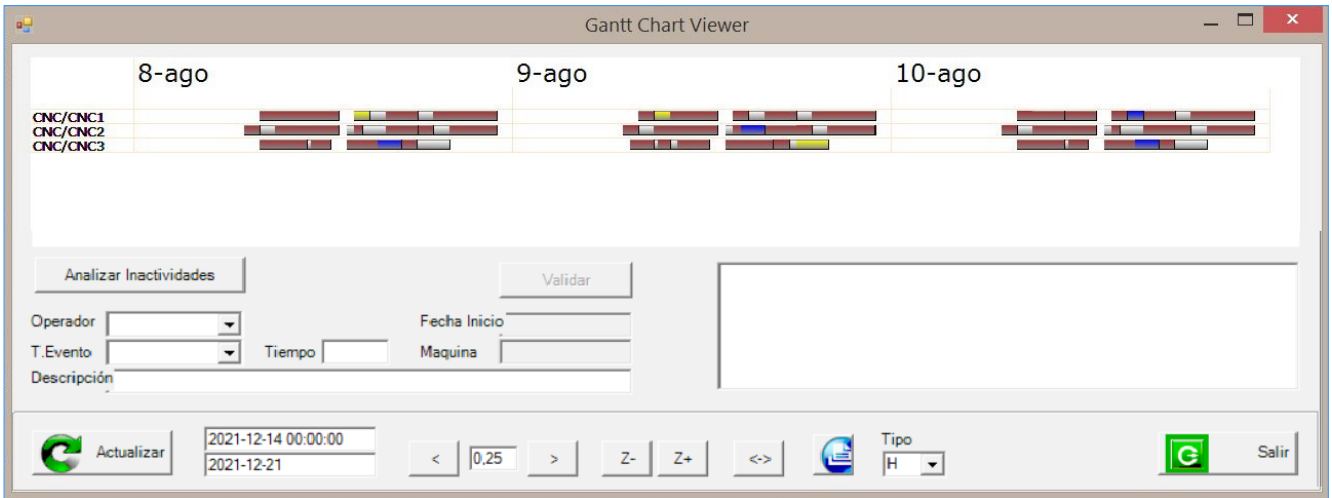 Gantt Chart Viewer
8-ago 9-ago 10-ago
CNC/CNC1
CNC/CNC2
CNC/CNC3
Analizar Inactividades Validar
Operador Fecha Inicio
T.Evento Tiempo Maquina
Descripción
Actualizar 2021-12-14 00:00:00 < 0,25 > Z- Z+ <-> Tipo Salir
2021-12-21 H